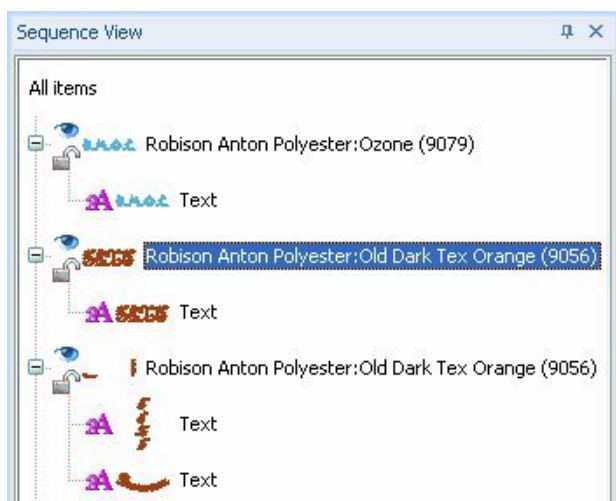 Sequence View
All items
Robison Anton Polyester:Ozone (9079)
Text
Robison Anton Polyester:Old Dark Tex Orange (9056)
Text
Robison Anton Polyester:Old Dark Tex Orange (9056)
Text
Text